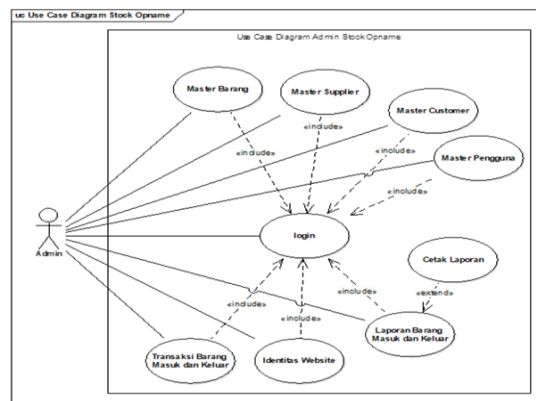 uc Use Case Diagram Stock Opname
Use Case Diagram Admin Stock Opname
Master Barang
Master Supplier
Master Customer
Master Pengguna
«include»
«include»
«include»
«include»
login
Admin
Cetak Laporan
«include»
«include»
«include»
«extend»
Transaksi Barang
Masuk dan Keluar
Identitas Website
Laporan Barang
Masuk dan Keluar